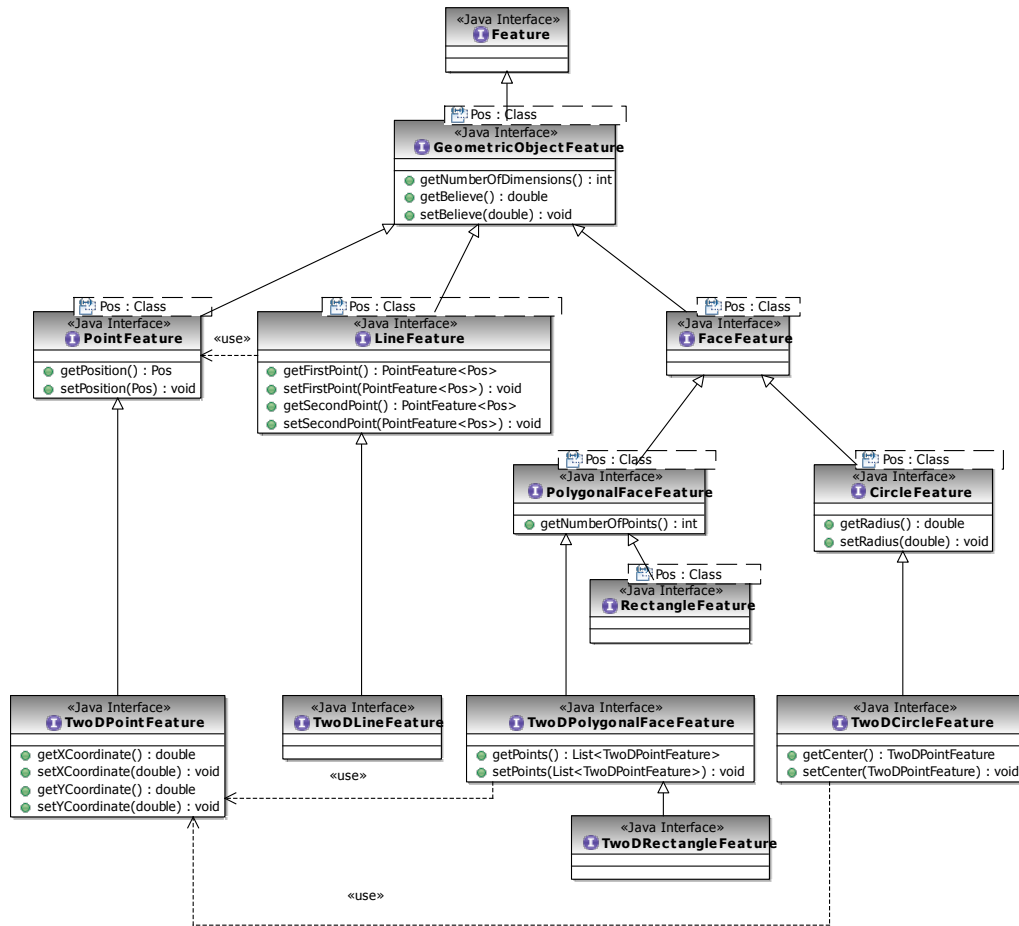 «Java Interface»
Feature
Pos : Class
«Java Interface»
GeometricObjectFeature
getNumberOfDimensions() : int
getBelieve() : double
setBelieve(double) : void
Pos : Class
«Java Interface»
PointFeature
getPosition() : Pos
setPosition(Pos) : void
«use»
Pos : Class
«Java Interface»
LineFeature
getFirstPoint() : PointFeature<Pos>
setFirstPoint(PointFeature<Pos>) : void
getSecondPoint() : PointFeature<Pos>
setSecondPoint(PointFeature<Pos>) : void
Pos : Class
«Java Interface»
FaceFeature
Pos : Class
«Java Interface»
PolygonalFaceFeature
getNumberOfPoints() : int
Pos : Class
«Java Interface»
CircleFeature
getRadius() : double
setRadius(double) : void
Pos : Class
«Java Interface»
RectangleFeature
«Java Interface»
TwoDPointFeature
getXCoordinate() : double
setXCoordinate(double) : void
getYCoordinate() : double
setYCoordinate(double) : void
«Java Interface»
TwoDLineFeature
«use»
«Java Interface»
TwoDPolygonalFaceFeature
getPoints() : List<TwoDPointFeature>
setPoints(List<TwoDPointFeature>) : void
«Java Interface»
TwoDCircleFeature
getCenter() : TwoDPointFeature
setCenter(TwoDPointFeature) : void
«Java Interface»
TwoDRectangleFeature
«use»